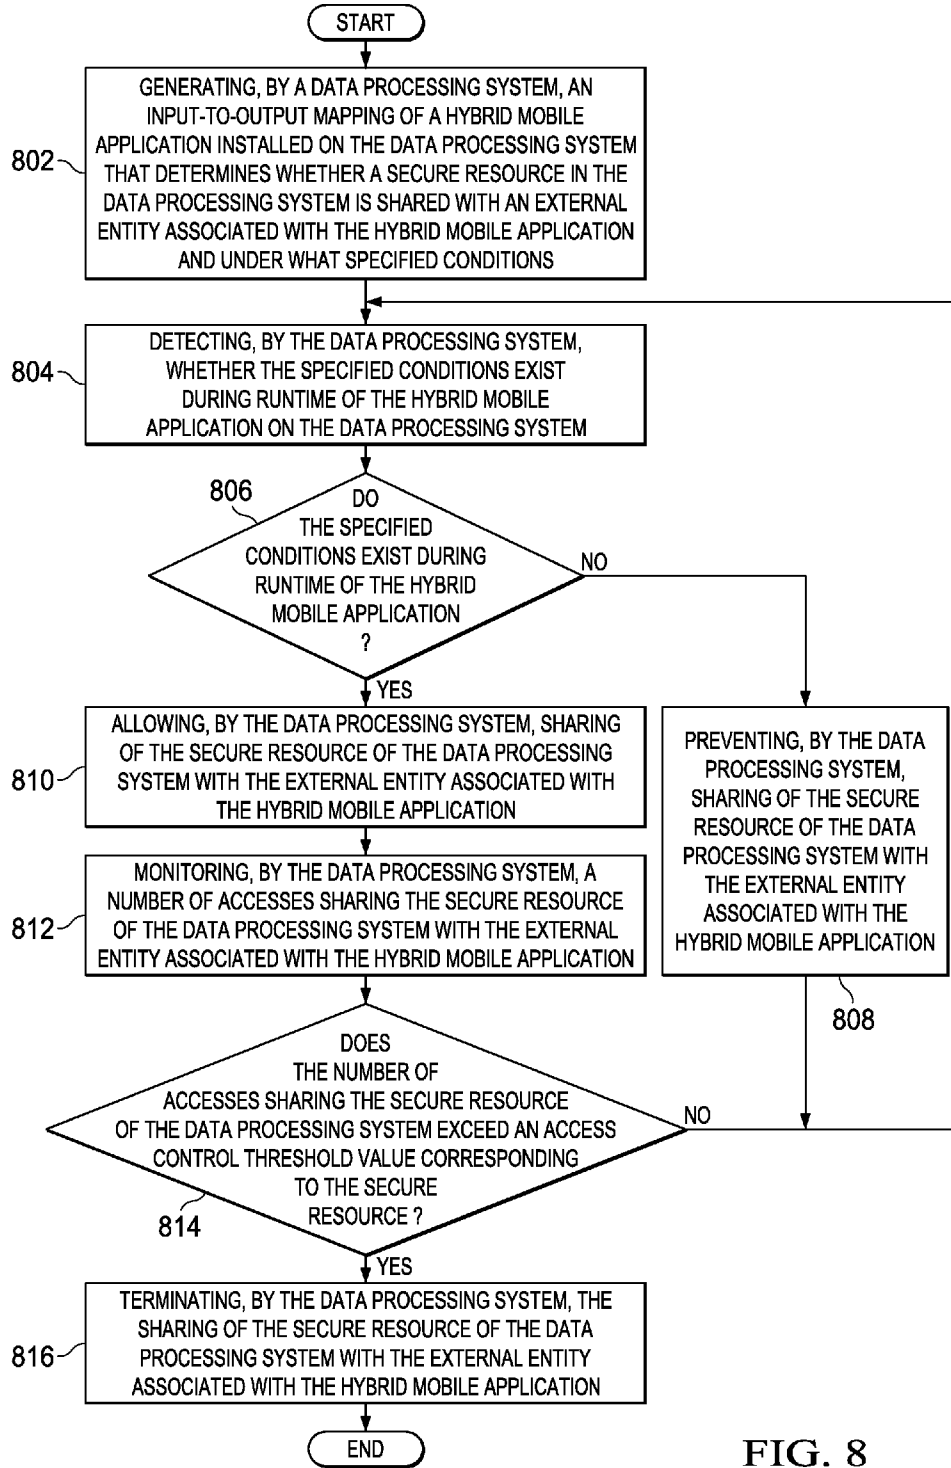 START
GENERATING, BY A DATA PROCESSING SYSTEM, AN
INPUT-TO-OUTPUT MAPPING OF A HYBRID MOBILE
APPLICATION INSTALLED ON THE DATA PROCESSING SYSTEM
THAT DETERMINES WHETHER A SECURE RESOURCE IN THE
DATA PROCESSING SYSTEM IS SHARED WITH AN EXTERNAL
ENTITY ASSOCIATED WITH THE HYBRID MOBILE APPLICATION
AND UNDER WHAT SPECIFIED CONDITIONS
802
DETECTING, BY THE DATA PROCESSING SYSTEM,
WHETHER THE SPECIFIED CONDITIONS EXIST
DURING RUNTIME OF THE HYBRID MOBILE
APPLICATION ON THE DATA PROCESSING SYSTEM
804
806
DO
THE SPECIFIED
CONDITIONS EXIST DURING
RUNTIME OF THE HYBRID
MOBILE APPLICATION
?
NO
YES
ALLOWING, BY THE DATA PROCESSING SYSTEM, SHARING
OF THE SECURE RESOURCE OF THE DATA PROCESSING
SYSTEM WITH THE EXTERNAL ENTITY ASSOCIATED WITH
THE HYBRID MOBILE APPLICATION
810
PREVENTING, BY THE DATA
PROCESSING SYSTEM,
SHARING OF THE SECURE
RESOURCE OF THE DATA
PROCESSING SYSTEM WITH
THE EXTERNAL ENTITY
ASSOCIATED WITH THE
HYBRID MOBILE APPLICATION
808
MONITORING, BY THE DATA PROCESSING SYSTEM, A
NUMBER OF ACCESSES SHARING THE SECURE RESOURCE
OF THE DATA PROCESSING SYSTEM WITH THE EXTERNAL
ENTITY ASSOCIATED WITH THE HYBRID MOBILE APPLICATION
812
DOES
THE NUMBER OF
ACCESSES SHARING THE SECURE RESOURCE
OF THE DATA PROCESSING SYSTEM EXCEED AN ACCESS
CONTROL THRESHOLD VALUE CORRESPONDING
TO THE SECURE
RESOURCE ?
814
NO
YES
TERMINATING, BY THE DATA PROCESSING SYSTEM, THE
SHARING OF THE SECURE RESOURCE OF THE DATA
PROCESSING SYSTEM WITH THE EXTERNAL ENTITY
ASSOCIATED WITH THE HYBRID MOBILE APPLICATION
816
END
FIG. 8